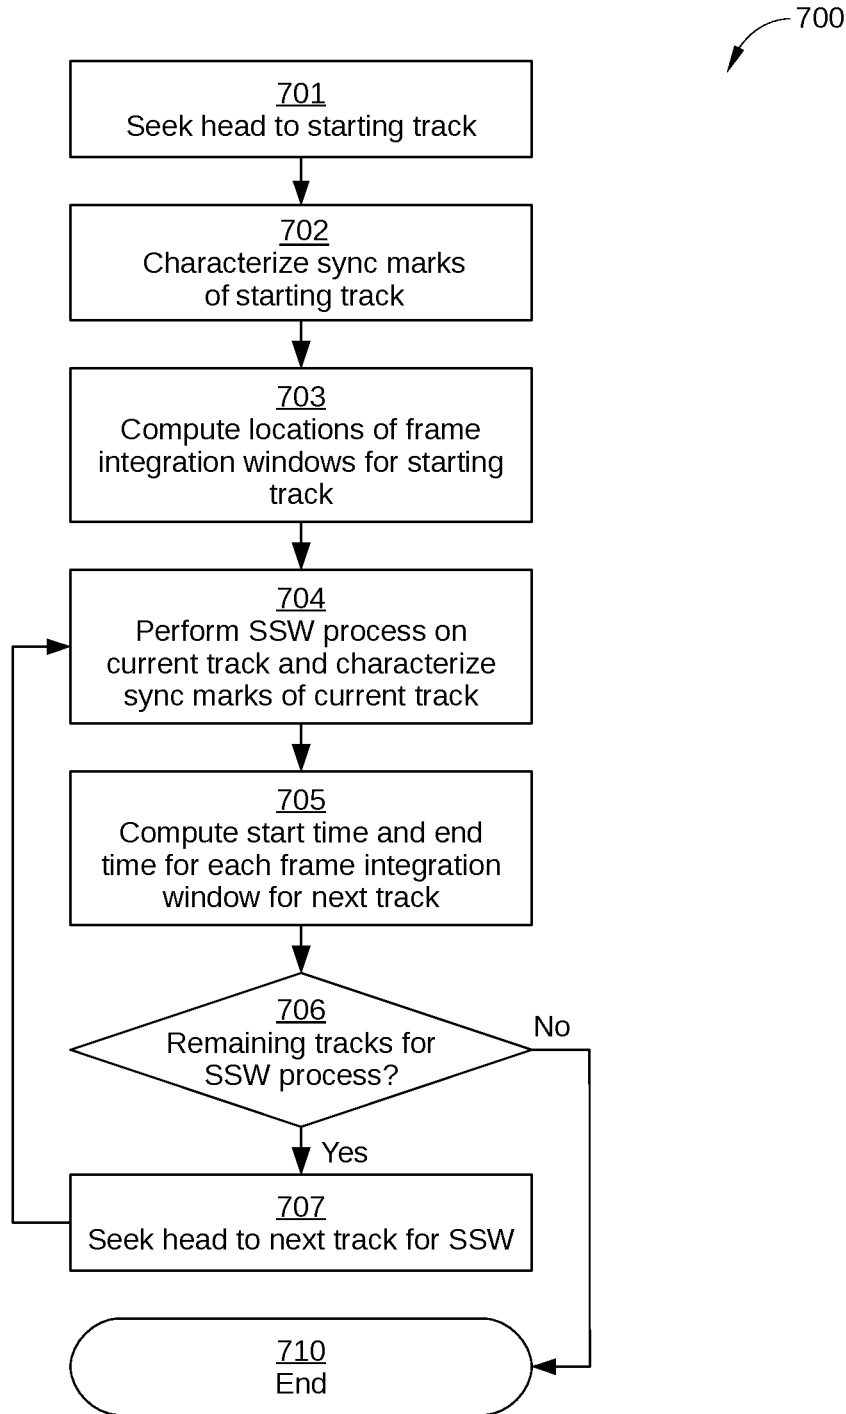 700
701
Seek head to starting track
702
Characterize sync marks
of starting track
703
Compute locations of frame
integration windows for starting
track
704
Perform SSW process on
current track and characterize
sync marks of current track
705
Compute start time and end
time for each frame integration
window for next track
706
Remaining tracks for
SSW process?
No
Yes
707
Seek head to next track for SSW
710
End